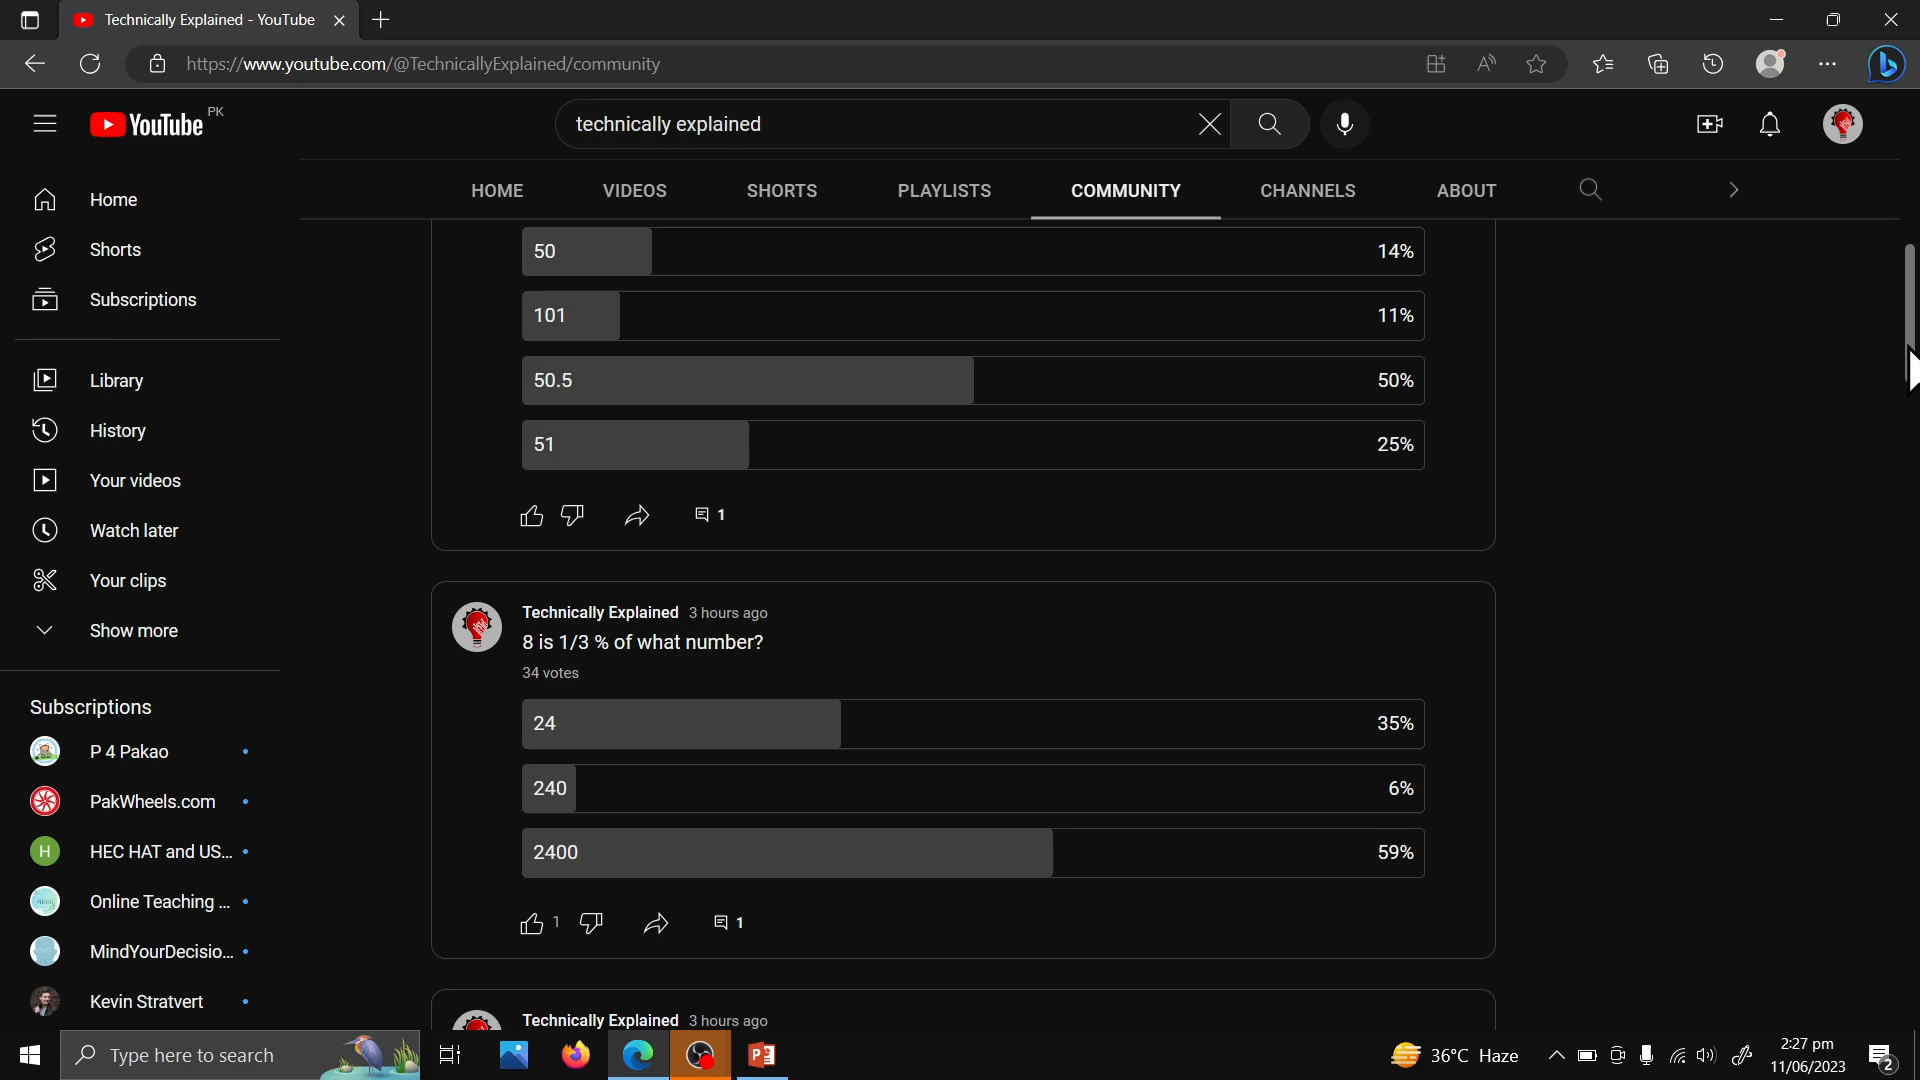 Technically Explained - YouTube
https://www.youtube.com/@TechnicallyExplained/community
YouTube PK
technically explained
HOME VIDEOS SHORTS PLAYLISTS COMMUNITY CHANNELS ABOUT
Home
Shorts
Subscriptions
Library
History
Your videos
Watch later
Your clips
Show more
Subscriptions
P 4 Pakao
PakWheels.com
H HEC HAT and US...
Online Teaching ...
MindYourDecisio...
Kevin Stratvert
50 14%
101 11%
50.5 50%
51 25%
1
Technically Explained 3 hours ago
8 is 1/3 % of what number?
34 votes
24 35%
240 6%
2400 59%
1 1
Technically Explained 3 hours ago
Type here to search
36°C Haze
2:27 pm
11/06/2023
2